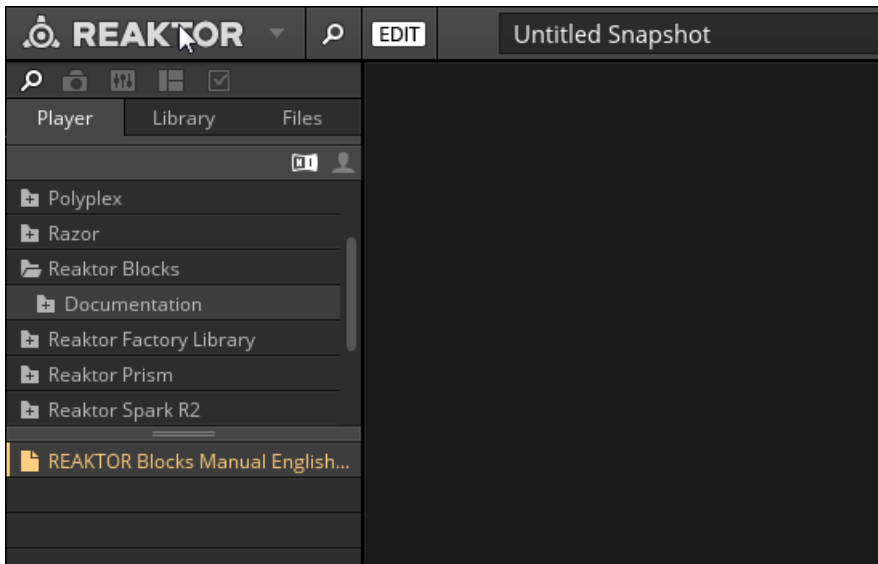 REAKTOR EDIT Untitled Snapshot
Player Library Files
NI
Polyplex
Razor
Reaktor Blocks
Documentation
Reaktor Factory Library
Reaktor Prism
Reaktor Spark R2
REAKTOR Blocks Manual English...